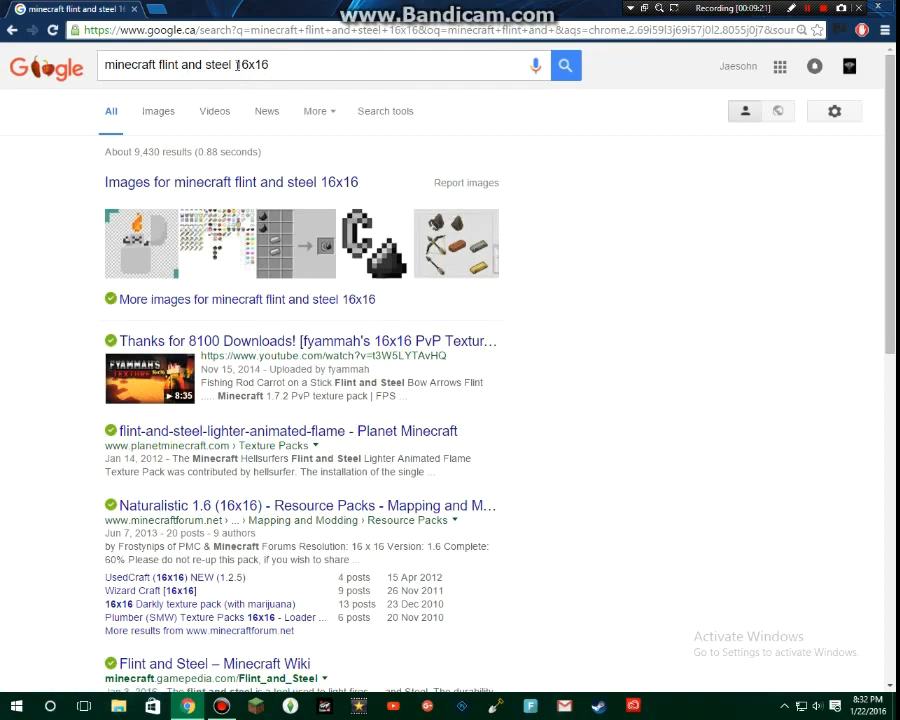 www.Bandicam.com
minecraft flint and steel 16
Recording [00:09:21]
https://www.google.ca/search?q=minecraft+flint+and+steel+16x16&oq=minecraft+flint+and+&aqs=chrome.2.69i59l3j69i57j0l2.8055j0j7&sour
Google
minecraft flint and steel 16x16
Jaesohn
All Images Videos News More Search tools
About 9,430 results (0.88 seconds)
Images for minecraft flint and steel 16x16
Report images
More images for minecraft flint and steel 16x16
Thanks for 8100 Downloads! [fyammah's 16x16 PvP Textur...
https://www.youtube.com/watch?v=t3W5LYTAvHQ
Nov 15, 2014 - Uploaded by fyammah
Fishing Rod Carrot on a Stick Flint and Steel Bow Arrows Flint
..... Minecraft 1.7.2 PvP texture pack | FPS ...
FYAMMAH'S
TEXTURE
8:35
flint-and-steel-lighter-animated-flame - Planet Minecraft
www.planetminecraft.com › Texture Packs
Jan 14, 2012 - The Minecraft Hellsurfers Flint and Steel Lighter Animated Flame
Texture Pack was contributed by hellsurfer. The installation of the single ...
Naturalistic 1.6 (16x16) - Resource Packs - Mapping and M...
www.minecraftforum.net › ... › Mapping and Modding › Resource Packs
Jun 7, 2013 - 20 posts - 9 authors
by Frostynips of PMC & Minecraft Forums Resolution: 16 x 16 Version: 1.6 Complete:
60% Please do not re-up this pack, if you wish to share ...
UsedCraft (16x16) NEW (1.2.5) 4 posts 15 Apr 2012
Wizard Craft [16x16] 9 posts 26 Nov 2011
16x16 Darkly texture pack (with marijuana) 13 posts 23 Dec 2010
Plumber (SMW) Texture Packs 16x16 - Loader ... 6 posts 20 Nov 2010
More results from www.minecraftforum.net
Activate Windows
Go to Settings to activate Windows.
Flint and Steel – Minecraft Wiki
minecraft.gamepedia.com/Flint_and_Steel
8:32 PM
1/22/2016